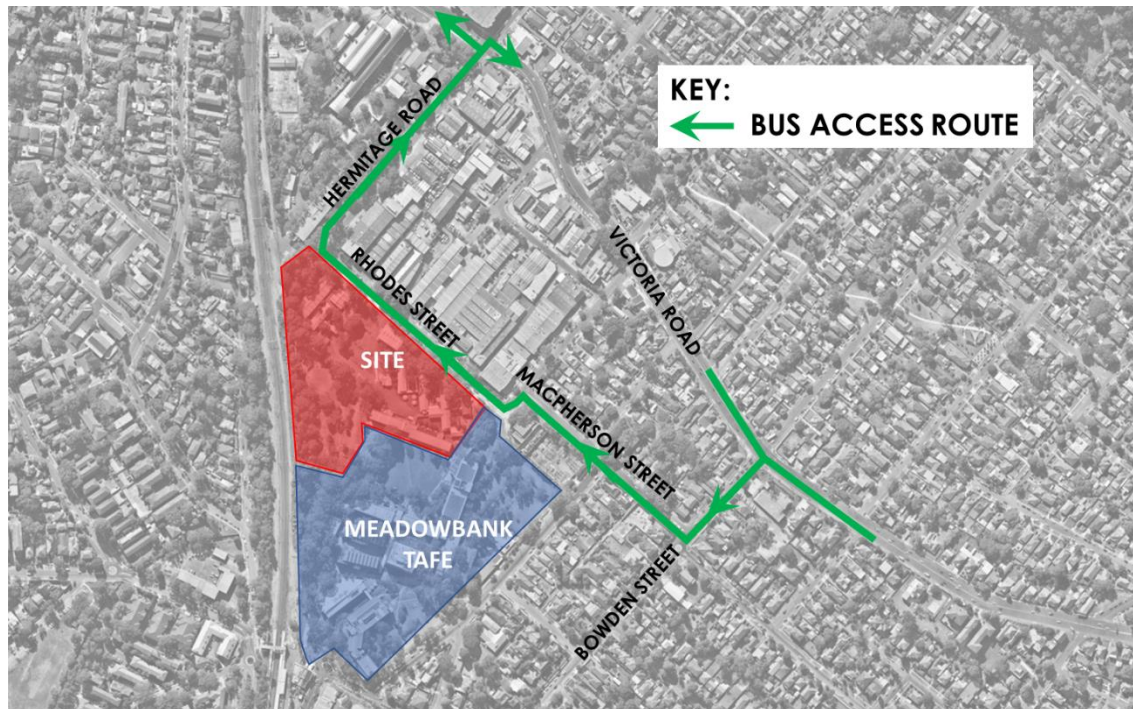 KEY:
BUS ACCESS ROUTE
HERMITAGE ROAD
RHODES STREET
VICTORIA ROAD
SITE
MACPHERSON STREET
MEADOWBANK
TAFE
BOWDEN STREET